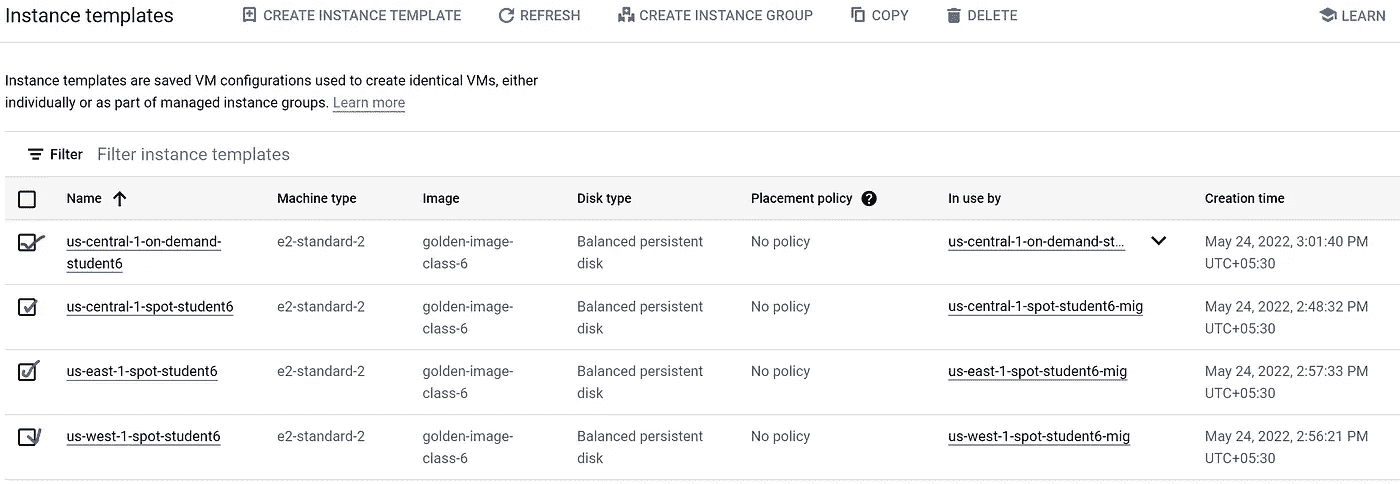 Instance templates
CREATE INSTANCE TEMPLATE
REFRESH
CREATE INSTANCE GROUP
COPY
DELETE
LEARN
Instance templates are saved VM configurations used to create identical VMs, either
individually or as part of managed instance groups. Learn more
Filter Filter instance templates
Name Machine type Image Disk type Placement policy ? In use by Creation time
us-central-1-on-demand- e2-standard-2 golden-image- Balanced persistent No policy us-central-1-on-demand-st... May 24, 2022, 3:01:40 PM
student6 class-6 disk UTC+05:30
us-central-1-spot-student6 e2-standard-2 golden-image- Balanced persistent No policy us-central-1-spot-student6-mig May 24, 2022, 2:48:32 PM
class-6 disk UTC+05:30
us-east-1-spot-student6 e2-standard-2 golden-image- Balanced persistent No policy us-east-1-spot-student6-mig May 24, 2022, 2:57:33 PM
class-6 disk UTC+05:30
us-west-1-spot-student6 e2-standard-2 golden-image- Balanced persistent No policy us-west-1-spot-student6-mig May 24, 2022, 2:56:21 PM
class-6 disk UTC+05:30